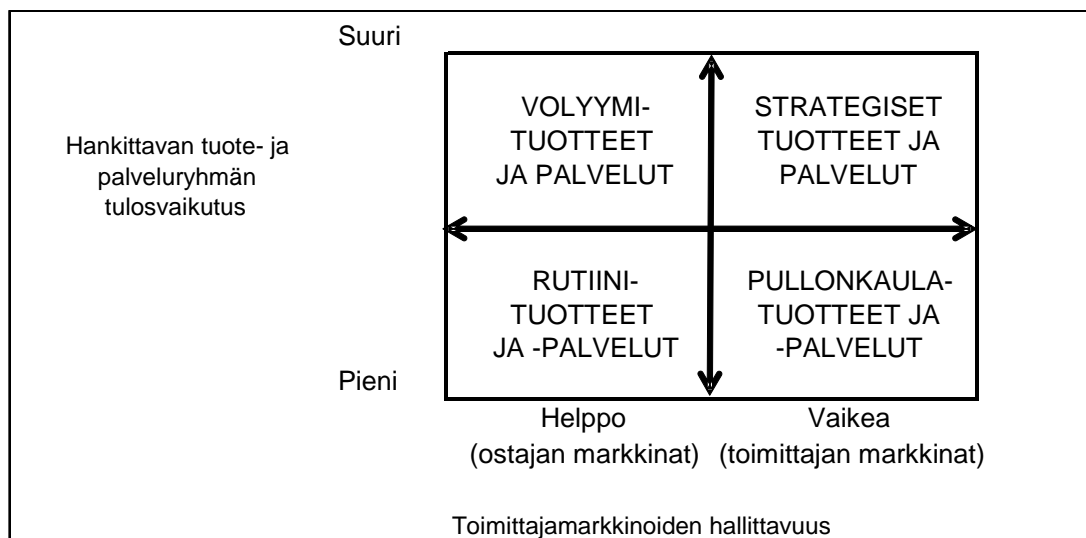 Suuri
Hankittavan tuote- ja
palveluryhmän
tulosvaikutus
VOLYYMI-
TUOTTEET
JA PALVELUT
STRATEGISET
TUOTTEET JA
PALVELUT
RUTIINI-
TUOTTEET
JA -PALVELUT
PULLONKAULA-
TUOTTEET JA
-PALVELUT
Pieni
Helppo
(ostajan markkinat)
Vaikea
(toimittajan markkinat)
Toimittajamarkkinoiden hallittavuus